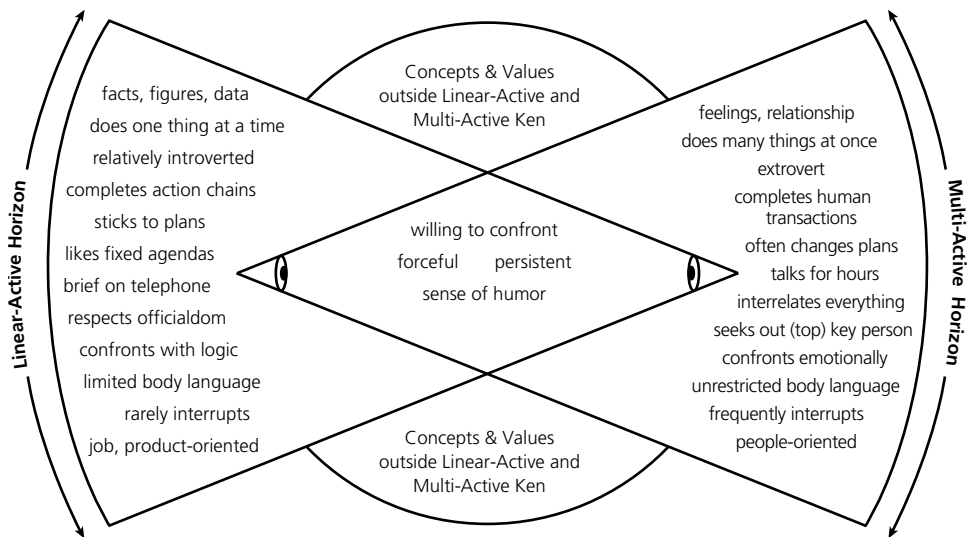 Linear-Active Horizon
facts, figures, data
does one thing at a time
relatively introverted
completes action chains
sticks to plans
likes fixed agendas
brief on telephone
respects officialdom
confronts with logic
limited body language
rarely interrupts
job, product-oriented
Concepts & Values
outside Linear-Active and
Multi-Active Ken
willing to confront
forceful persistent
sense of humor
Concepts & Values
outside Linear-Active and
Multi-Active Ken
feelings, relationship
does many things at once
extrovert
completes human
transactions
often changes plans
talks for hours
interrelates everything
seeks out (top) key person
confronts emotionally
unrestricted body language
frequently interrupts
people-oriented
Multi-Active Horizon